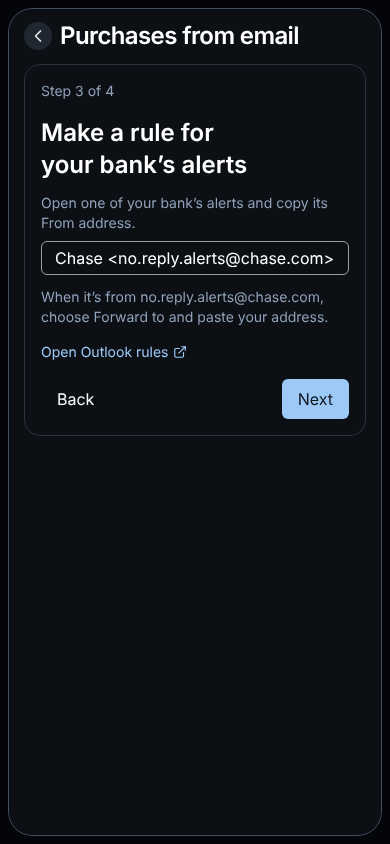 Purchases from email
Step 3 of 4
Make a rule for
your bank’s alerts
Open one of your bank’s alerts and copy its
From address.
Chase <no.reply.alerts@chase.com>
When it’s from no.reply.alerts@chase.com,
choose Forward to and paste your address.
Open Outlook rules
Back
Next